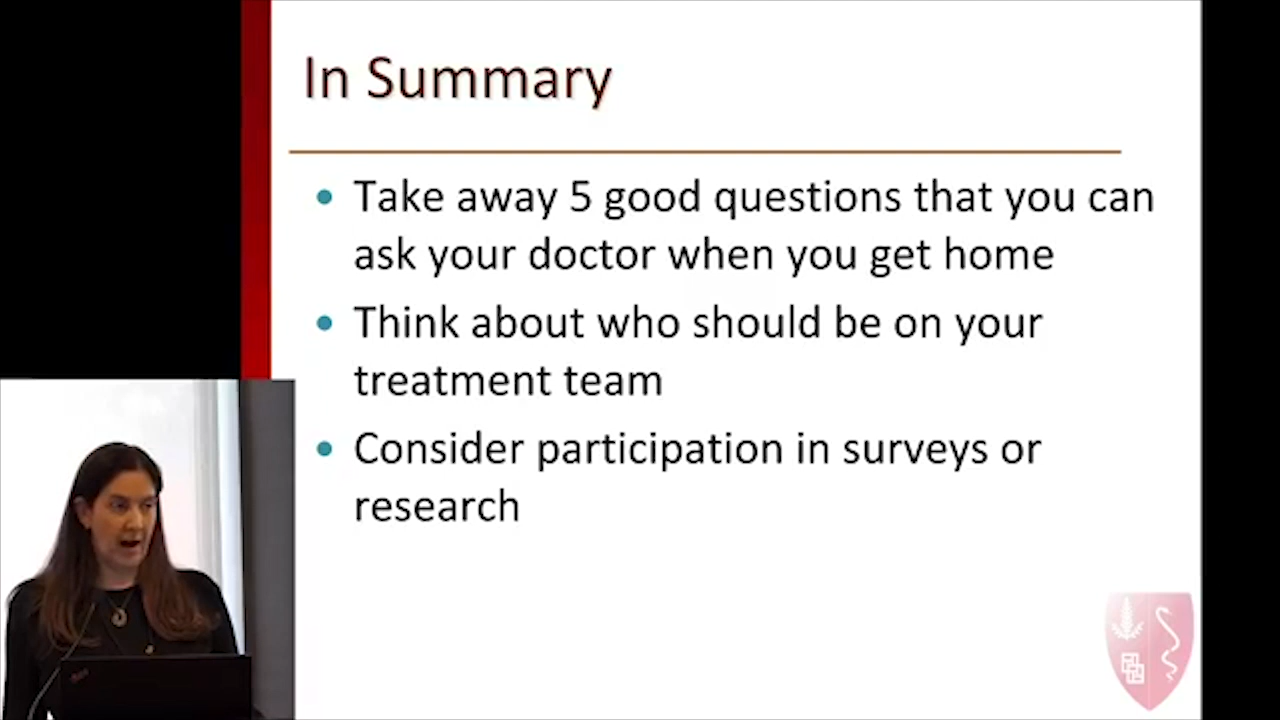 In Summary
Take away 5 good questions that you can
ask your doctor when you get home
Think about who should be on your
treatment team
Consider participation in surveys or
research